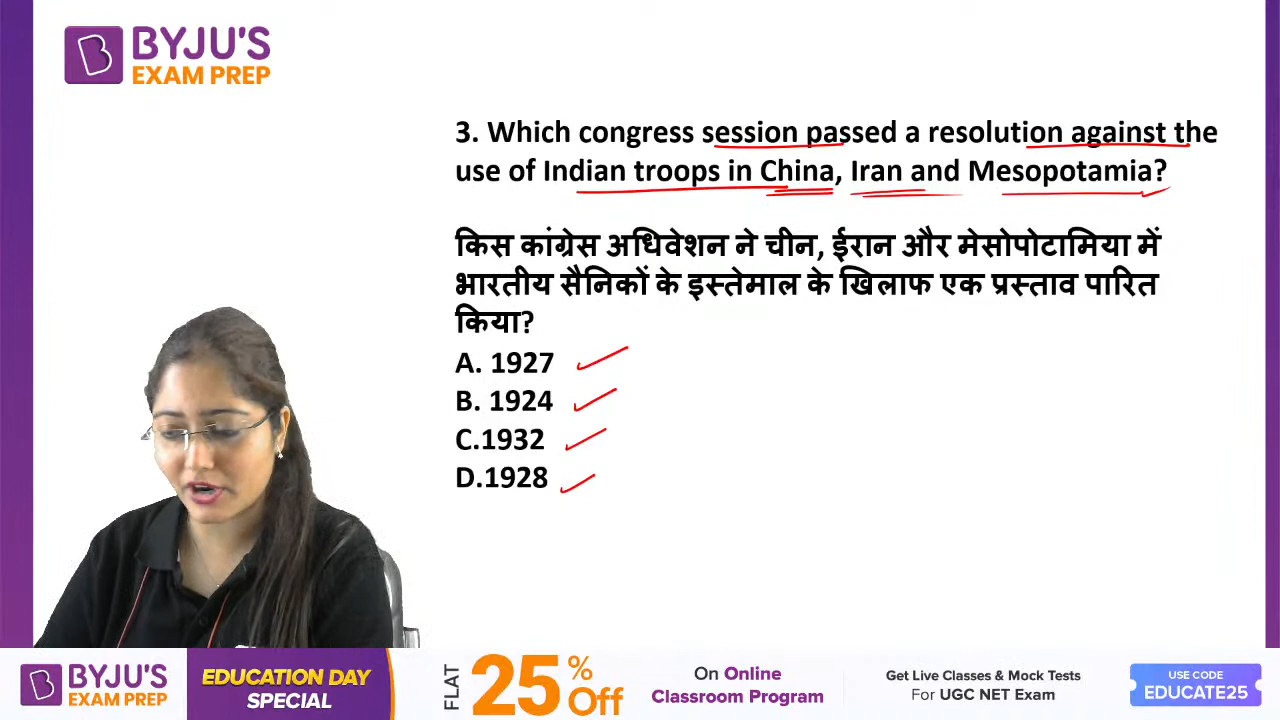 BYJU'S
EXAM PREP
3. Which congress session passed a resolution against the
use of Indian troops in China, Iran and Mesopotamia?
किस कांग्रेस अधिवेशन ने चीन, ईरान और मेसोपोटामिया में
भारतीय सैनिकों के इस्तेमाल के खिलाफ एक प्रस्ताव पारित
किया?
A. 1927
B. 1924
C.1932
D.1928
BYJU'S
EXAM PREP
EDUCATION DAY
SPECIAL
FLAT
25% Off
On Online
Classroom Program
Get Live Classes & Mock Tests
For UGC NET Exam
USE CODE
EDUCATE25